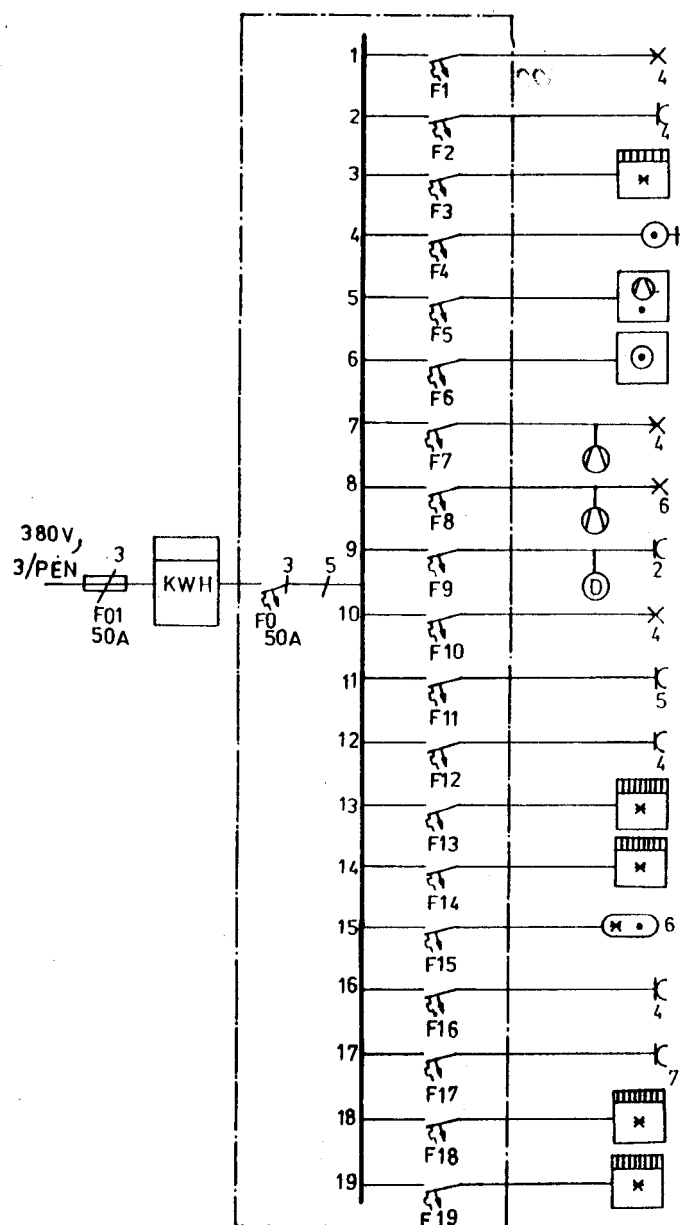 1 F1 4
2 F2 4
3 F3
4 F4
5 F5
6 F6
7 F7 4
8 F8 6
380V,
3/PEN 3
F01
50A
KWH
3 5
F0
50A
9 F9 D 2
10 F10 4
11 F11 5
12 F12 4
13 F13
14 F14
15 F15 6
16 F16 4
17 F17 7
18 F18
19 F19